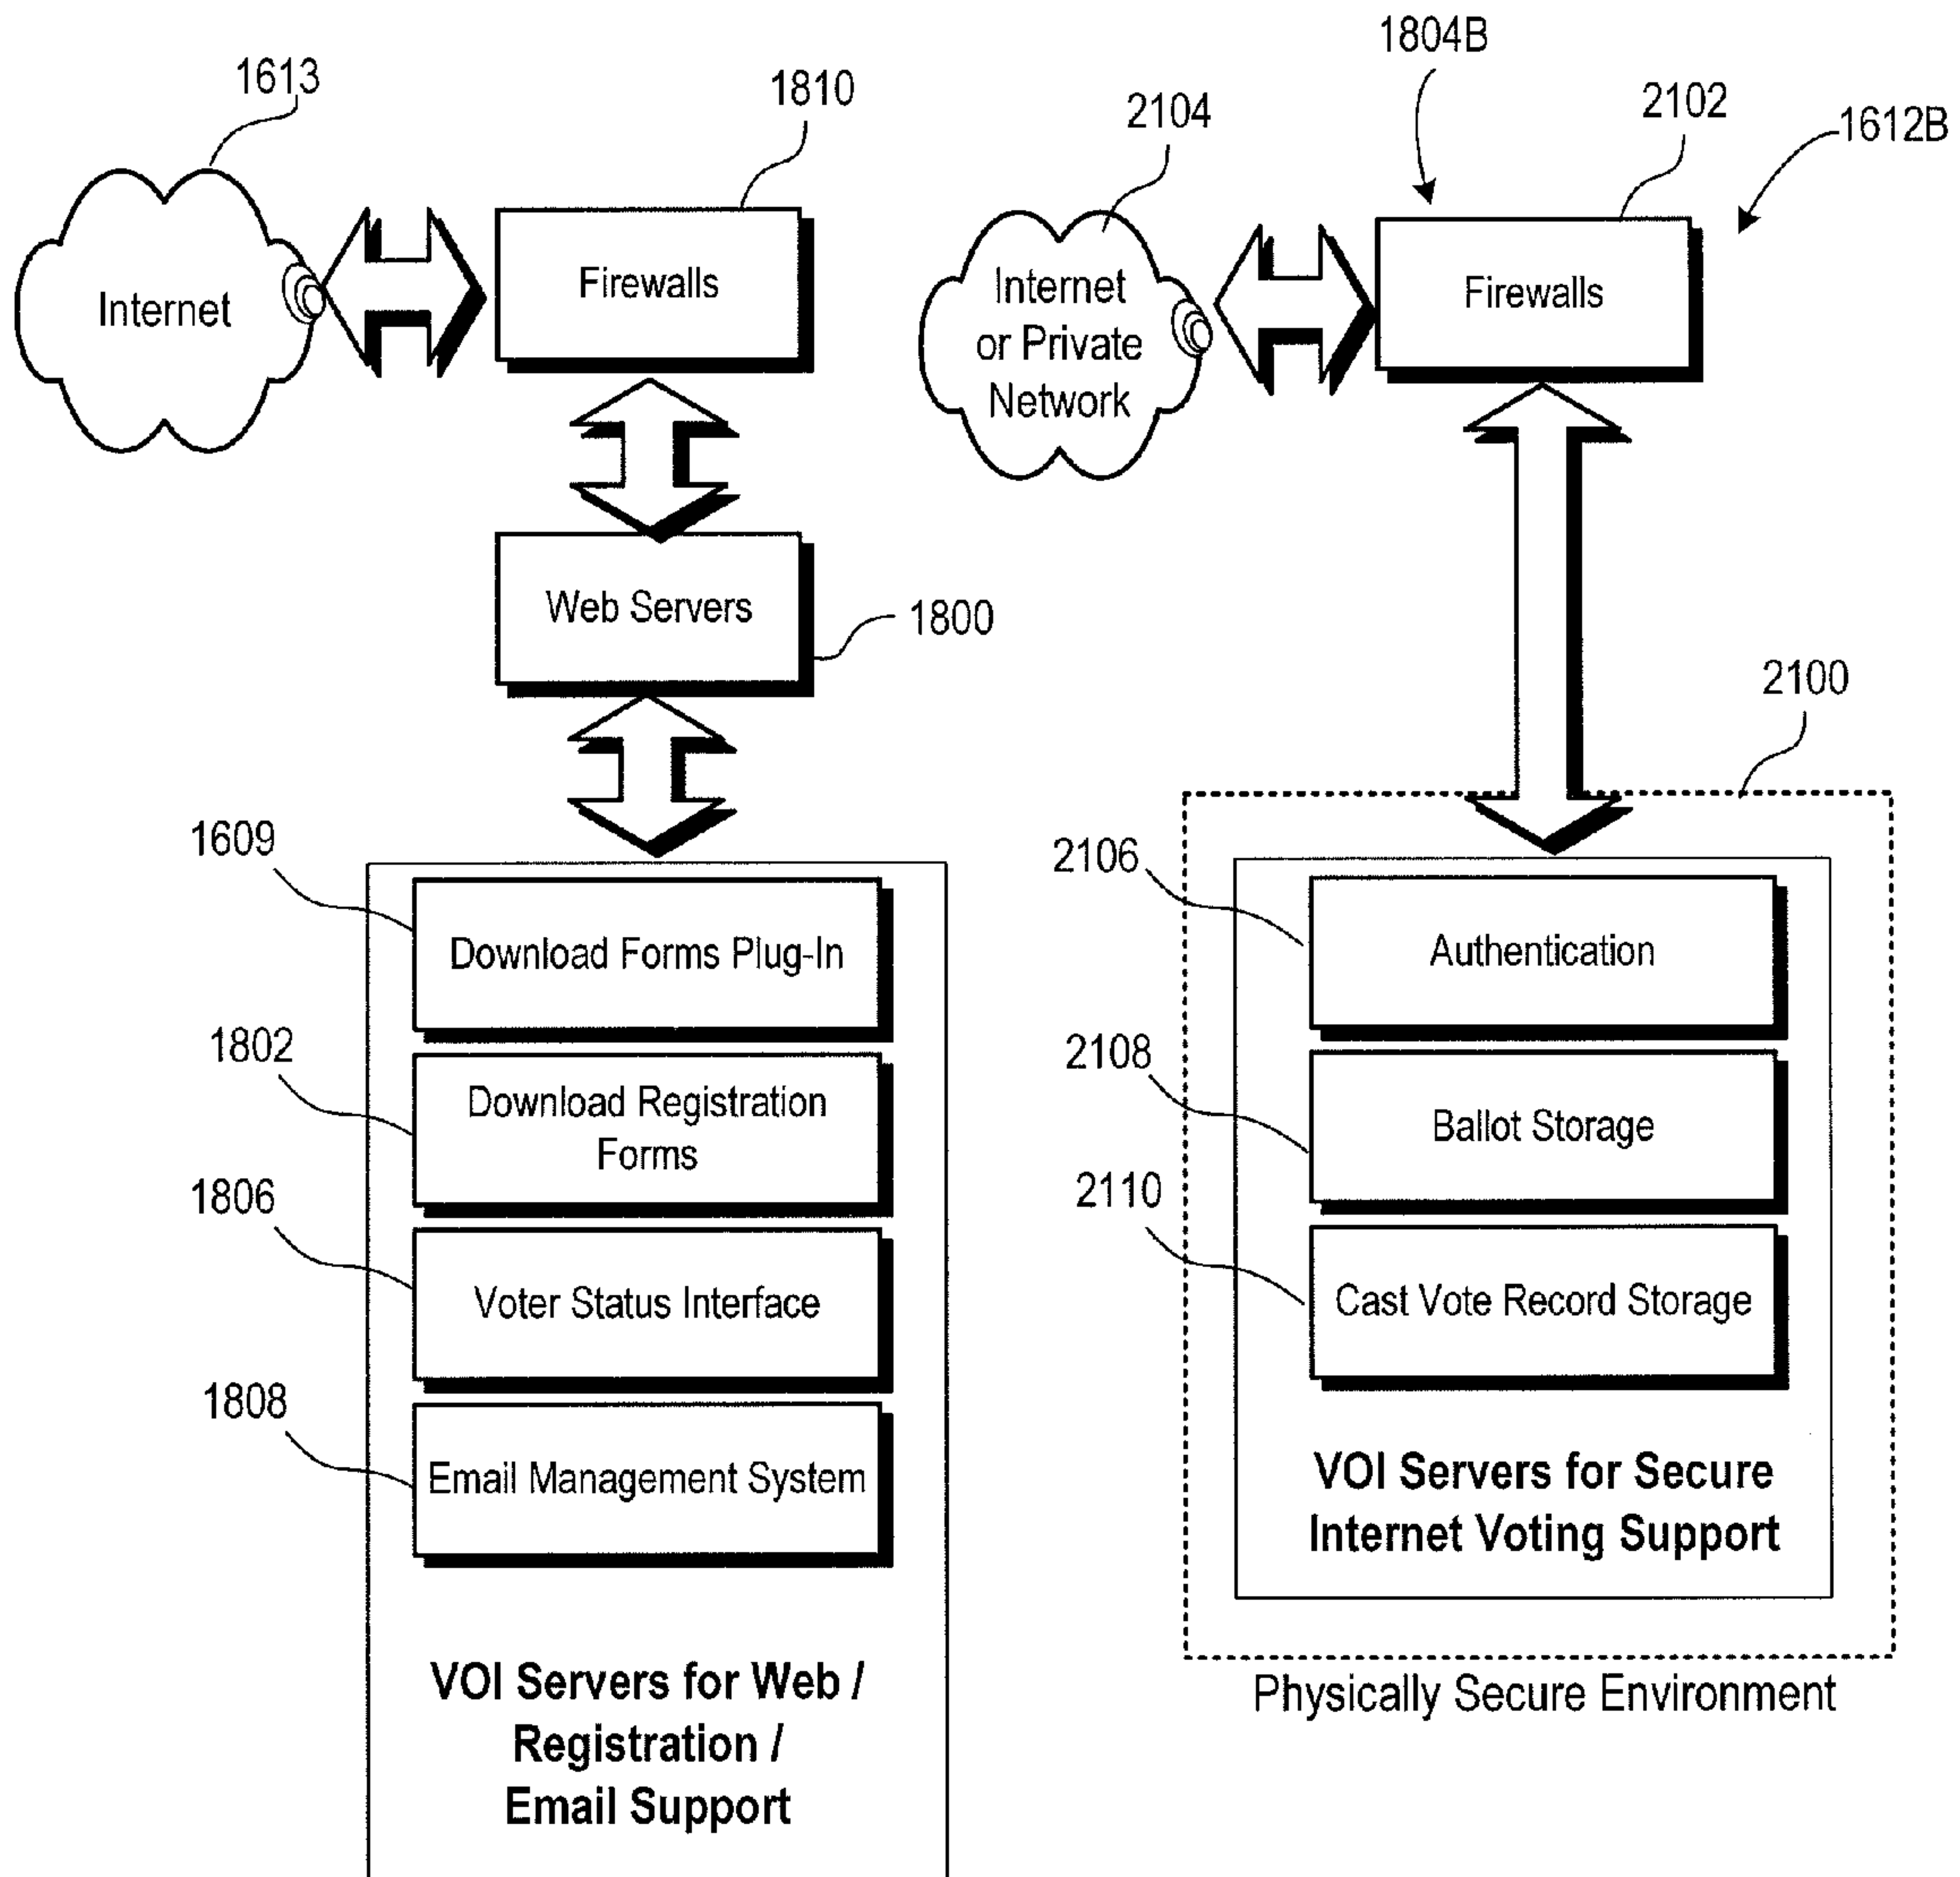 1804B
1613
1810
2104
2102
1612B
Internet
Firewalls
Internet
or Private
Network
Firewalls
Web Servers
1800
2100
1609
Download Forms Plug-In
1802
Download Registration
Forms
1806
Voter Status Interface
1808
Email Management System
VOI Servers for Web /
Registration /
Email Support
2106
Authentication
2108
Ballot Storage
2110
Cast Vote Record Storage
VOI Servers for Secure
Internet Voting Support
Physically Secure Environment